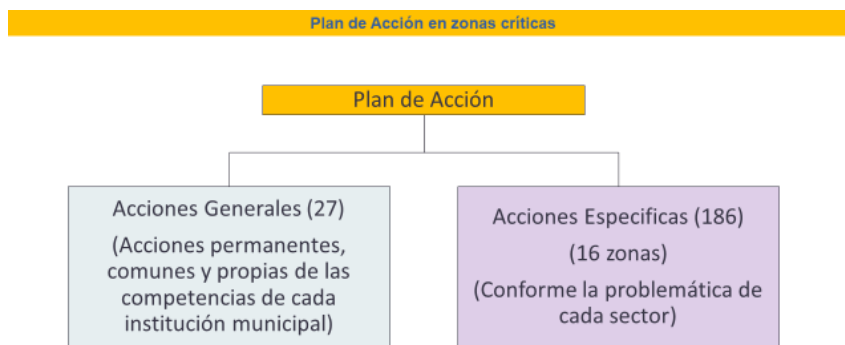 Plan de Acción en zonas críticas
Plan de Acción
Acciones Generales (27)
(Acciones permanentes,
comunes y propias de las
competencias de cada
institución municipal)
Acciones Especificas (186)
(16 zonas)
(Conforme la problemática de
cada sector)